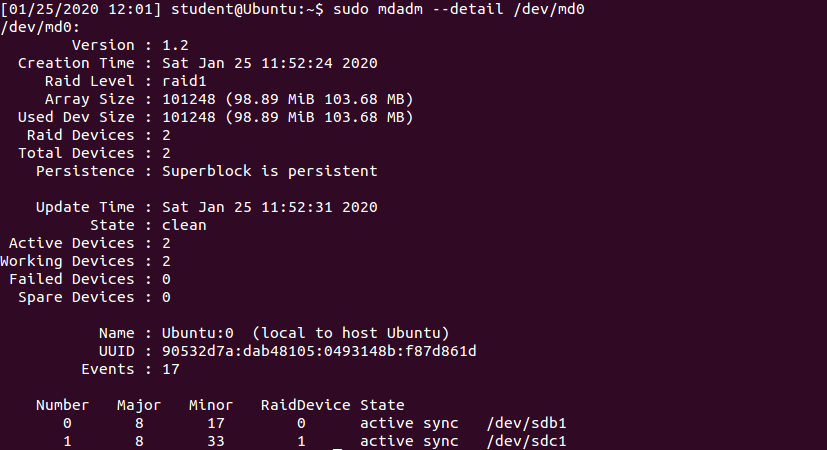 [01/25/2020 12:01] student@Ubuntu:~$ sudo mdadm --detail /dev/md0
/dev/md0:
        Version : 1.2
  Creation Time : Sat Jan 25 11:52:24 2020
     Raid Level : raid1
     Array Size : 101248 (98.89 MiB 103.68 MB)
  Used Dev Size : 101248 (98.89 MiB 103.68 MB)
   Raid Devices : 2
  Total Devices : 2
    Persistence : Superblock is persistent

    Update Time : Sat Jan 25 11:52:31 2020
          State : clean
 Active Devices : 2
Working Devices : 2
 Failed Devices : 0
  Spare Devices : 0

           Name : Ubuntu:0  (local to host Ubuntu)
           UUID : 90532d7a:dab48105:0493148b:f87d861d
         Events : 17

    Number   Major   Minor   RaidDevice State
       0       8       17        0      active sync   /dev/sdb1
       1       8       33        1      active sync   /dev/sdc1